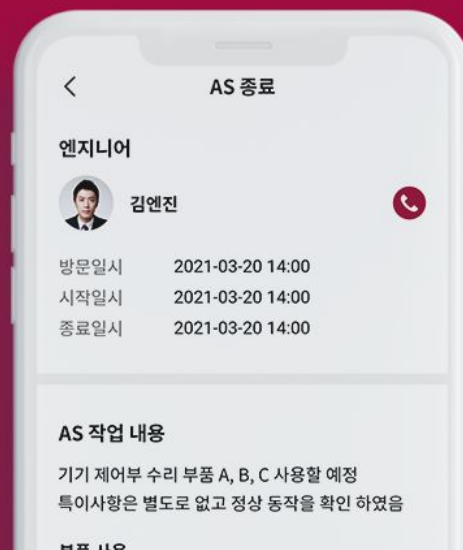 AS 종료
엔지니어
김엔진
방문일시 2021-03-20 14:00
시작일시 2021-03-20 14:00
종료일시 2021-03-20 14:00
AS 작업 내용
기기 제어부 수리 부품 A, B, C 사용할 예정
특이사항은 별도로 없고 정상 동작을 확인 하였음
부품 사용